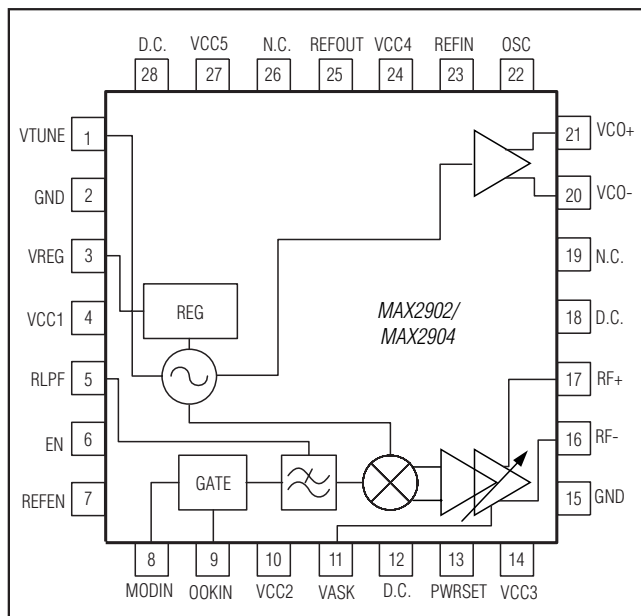 D.C. VCC5 N.C. REFOUT VCC4 REFIN OSC
28 27 26 25 24 23 22
VTUNE 1
GND 2
VREG 3
VCC1 4
RLPF 5
EN 6
REFEN 7
21 VCO+
20 VCO-
19 N.C.
18 D.C.
17 RF+
16 RF-
15 GND
REG
MAX2902/
MAX2904
GATE
8 9 10 11 12 13 14
MODIN OOKIN VCC2 VASK D.C. PWRSET VCC3